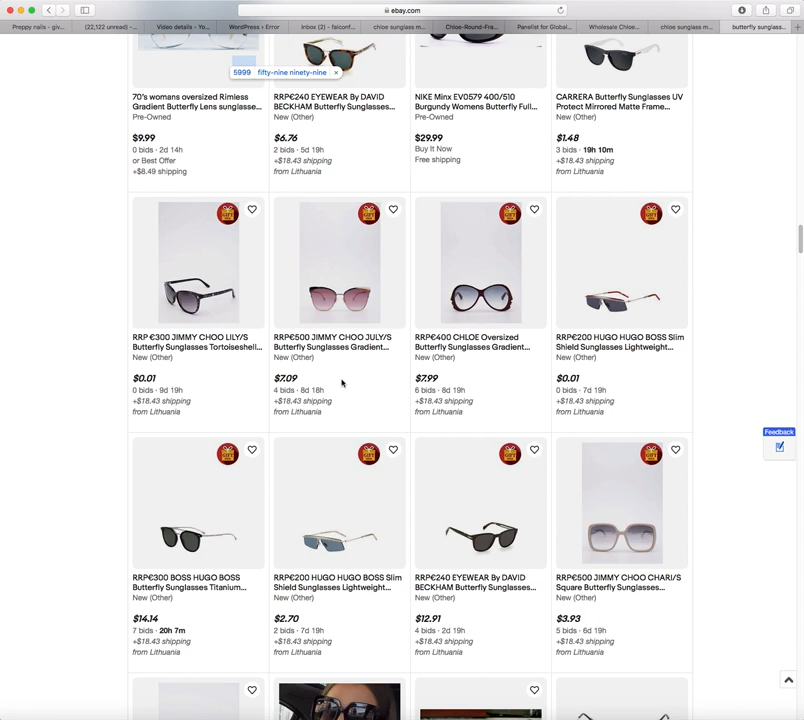 ebay.com
Preppy nails - giv...
(22,122 unread) -...
Video details - Yo...
WordPress › Error
Inbox (2) - falconf...
chloe sunglass m...
Chloe-Round-Fra...
Panelist for Global...
Wholesale Chloe...
chloe sunglass m...
butterfly sunglass...
5999 fifty-nine ninety-nine ×
70's womans oversized Rimless
Gradient Butterfly Lens sunglasse...
Pre-Owned
$9.99
0 bids · 2d 14h
or Best Offer
+$8.49 shipping
RRP€240 EYEWEAR By DAVID
BECKHAM Butterfly Sunglasses...
New (Other)
$6.76
2 bids · 5d 19h
+$18.43 shipping
from Lithuania
NIKE Minx EV0579 400/510
Burgundy Womens Butterfly Full...
Pre-Owned
$29.99
Buy It Now
Free shipping
CARRERA Butterfly Sunglasses UV
Protect Mirrored Matte Frame...
New (Other)
$1.48
3 bids · 19h 10m
+$18.43 shipping
from Lithuania
RRP €300 JIMMY CHOO LILY/S
Butterfly Sunglasses Tortoiseshell...
New (Other)
$0.01
0 bids · 9d 19h
+$18.43 shipping
from Lithuania
RRP€500 JIMMY CHOO JULY/S
Butterfly Sunglasses Gradient...
New (Other)
$7.09
4 bids · 8d 18h
+$18.43 shipping
from Lithuania
RRP€400 CHLOE Oversized
Butterfly Sunglasses Gradient...
New (Other)
$7.99
6 bids · 8d 19h
+$18.43 shipping
from Lithuania
RRP€200 HUGO HUGO BOSS Slim
Shield Sunglasses Lightweight...
New (Other)
$0.01
0 bids · 7d 19h
+$18.43 shipping
from Lithuania
Feedback
RRP€300 BOSS HUGO BOSS
Butterfly Sunglasses Titanium...
New (Other)
$14.14
7 bids · 20h 7m
+$18.43 shipping
from Lithuania
RRP€200 HUGO HUGO BOSS Slim
Shield Sunglasses Lightweight...
New (Other)
$2.70
2 bids · 7d 19h
+$18.43 shipping
from Lithuania
RRP€240 EYEWEAR By DAVID
BECKHAM Butterfly Sunglasses...
New (Other)
$12.91
4 bids · 2d 19h
+$18.43 shipping
from Lithuania
RRP€500 JIMMY CHOO CHARI/S
Square Butterfly Sunglasses...
New (Other)
$3.93
5 bids · 6d 19h
+$18.43 shipping
from Lithuania